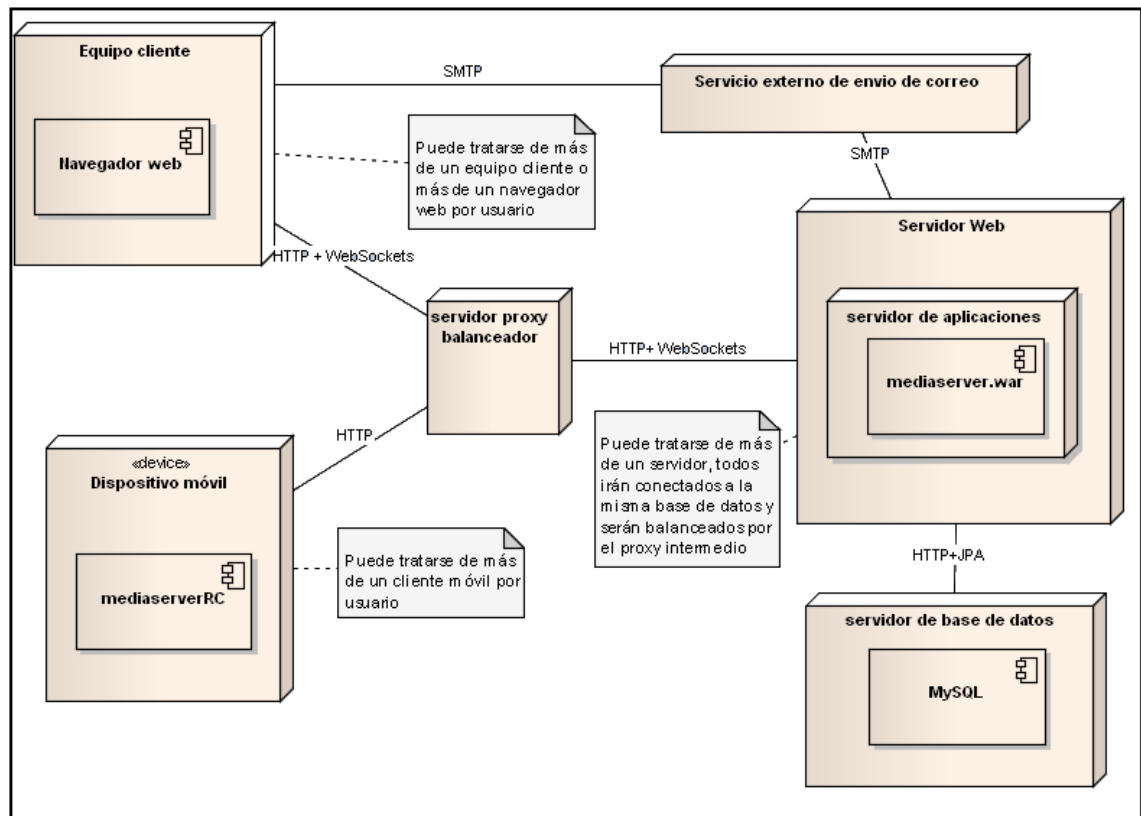 Equipo cliente
Navegador web
SMTP
Servicio externo de envio de correo
Puede tratarse de más
de un equipo cliente o
más de un navegador
web por usuario
SMTP
HTTP + WebSockets
Servidor Web
servidor de aplicaciones
mediaserver.war
servidor proxy
balanceador
HTTP+ WebSockets
HTTP
«device»
Dispositivo móvil
mediaserverRC
Puede tratarse de más
de un cliente móvil por
usuario
Puede tratarse de más
de un servidor, todos
irán conectados a la
misma base de datos y
serán balanceados por
el proxy intermedio
HTTP+JPA
servidor de base de datos
MySQL